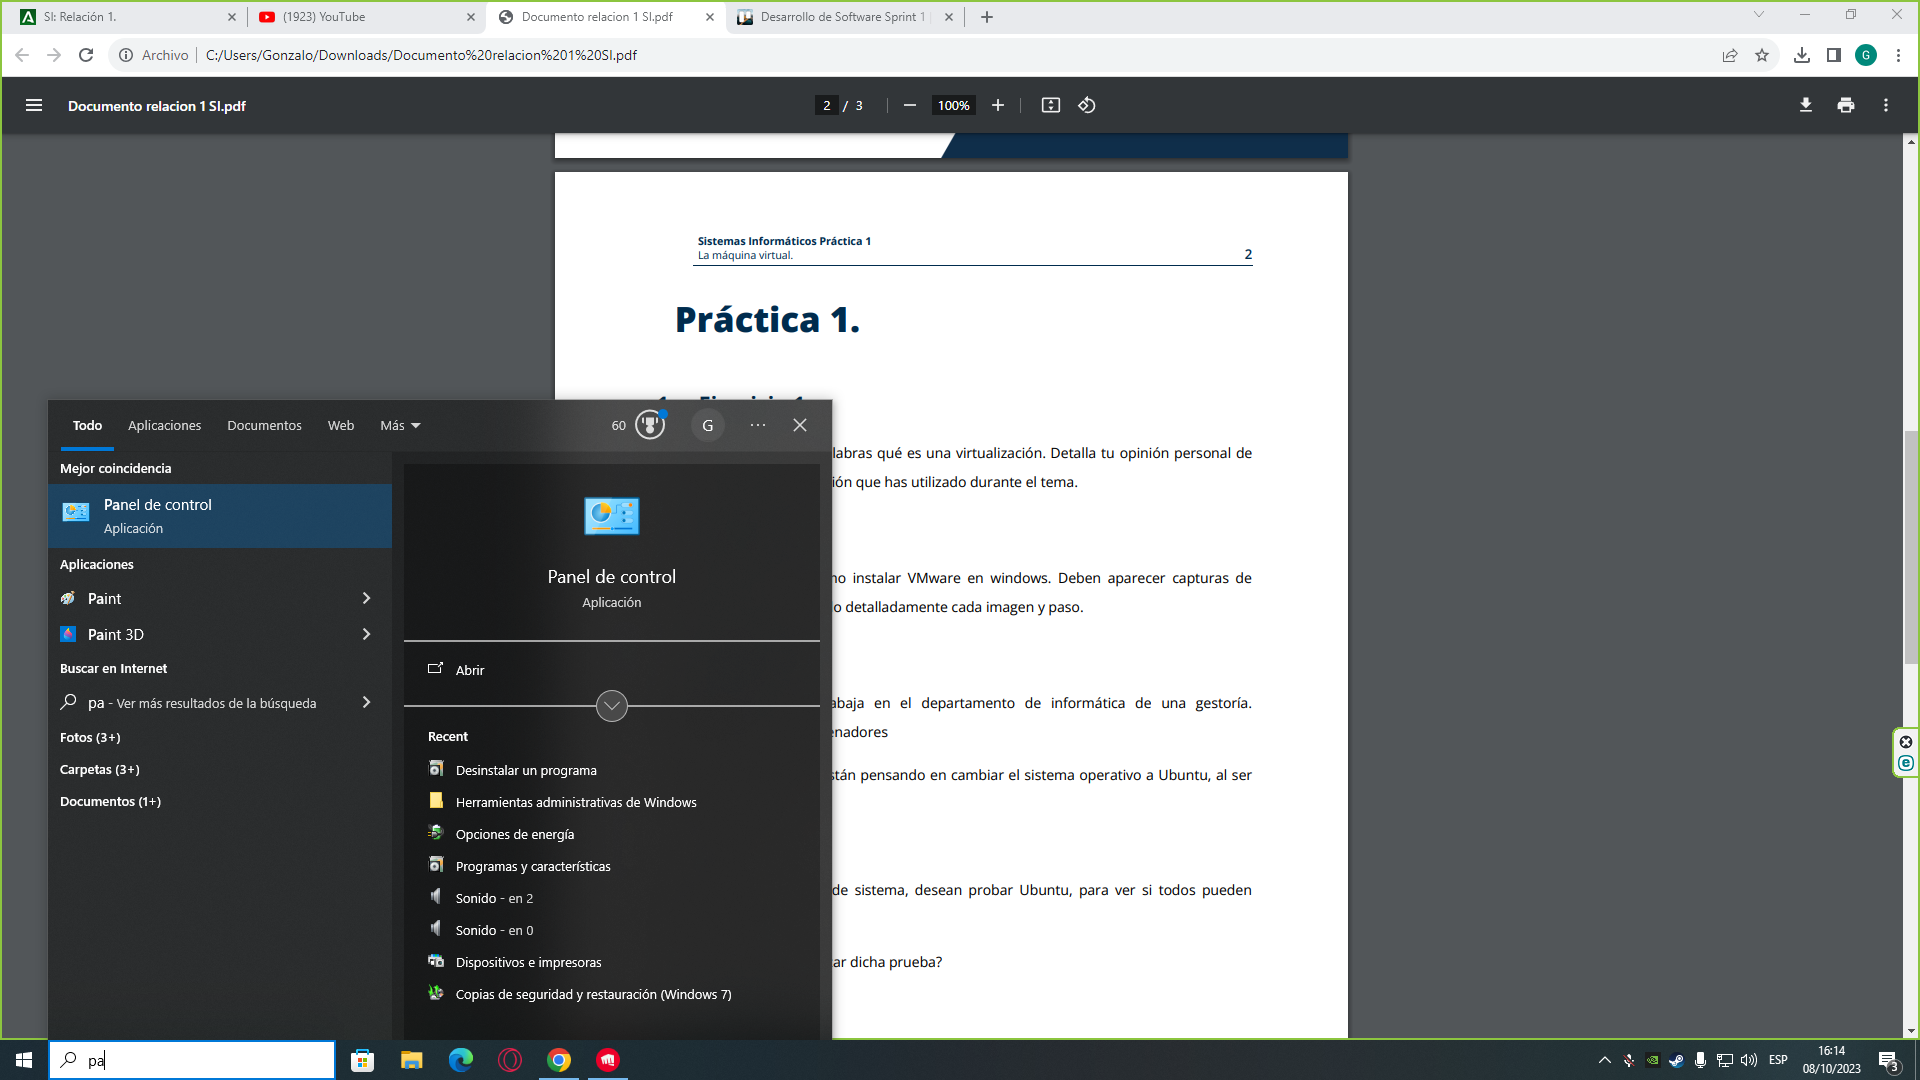 SI: Relación 1.
(1923) YouTube
Documento relacion 1 SI.pdf
Desarrollo de Software Sprint 1
Archivo
C:/Users/Gonzalo/Downloads/Documento%20relacion%201%20SI.pdf
G
Documento relacion 1 SI.pdf
2 / 3
100%
Sistemas Informáticos Práctica 1
La máquina virtual.
2
Práctica 1.
labras qué es una virtualización. Detalla tu opinión personal de
ión que has utilizado durante el tema.
no instalar VMware en windows. Deben aparecer capturas de
o detalladamente cada imagen y paso.
abaja en el departamento de informática de una gestoría.
enadores
stán pensando en cambiar el sistema operativo a Ubuntu, al ser
de sistema, desean probar Ubuntu, para ver si todos pueden
ar dicha prueba?
Todo
Aplicaciones
Documentos
Web
Más
60
G
Mejor coincidencia
Panel de control
Aplicación
Aplicaciones
Paint
Paint 3D
Buscar en Internet
pa - Ver más resultados de la búsqueda
Fotos (3+)
Carpetas (3+)
Documentos (1+)
Panel de control
Aplicación
Abrir
Recent
Desinstalar un programa
Herramientas administrativas de Windows
Opciones de energía
Programas y características
Sonido - en 2
Sonido - en 0
Dispositivos e impresoras
Copias de seguridad y restauración (Windows 7)
pa
ESP
16:14
08/10/2023
3